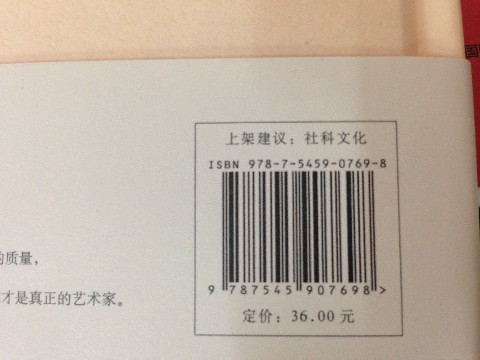 上架建议：社科文化
ISBN 978-7-5459-0769-8
9 787545 907698 >
定价：36.00元
的质量，
才是真正的艺术家。